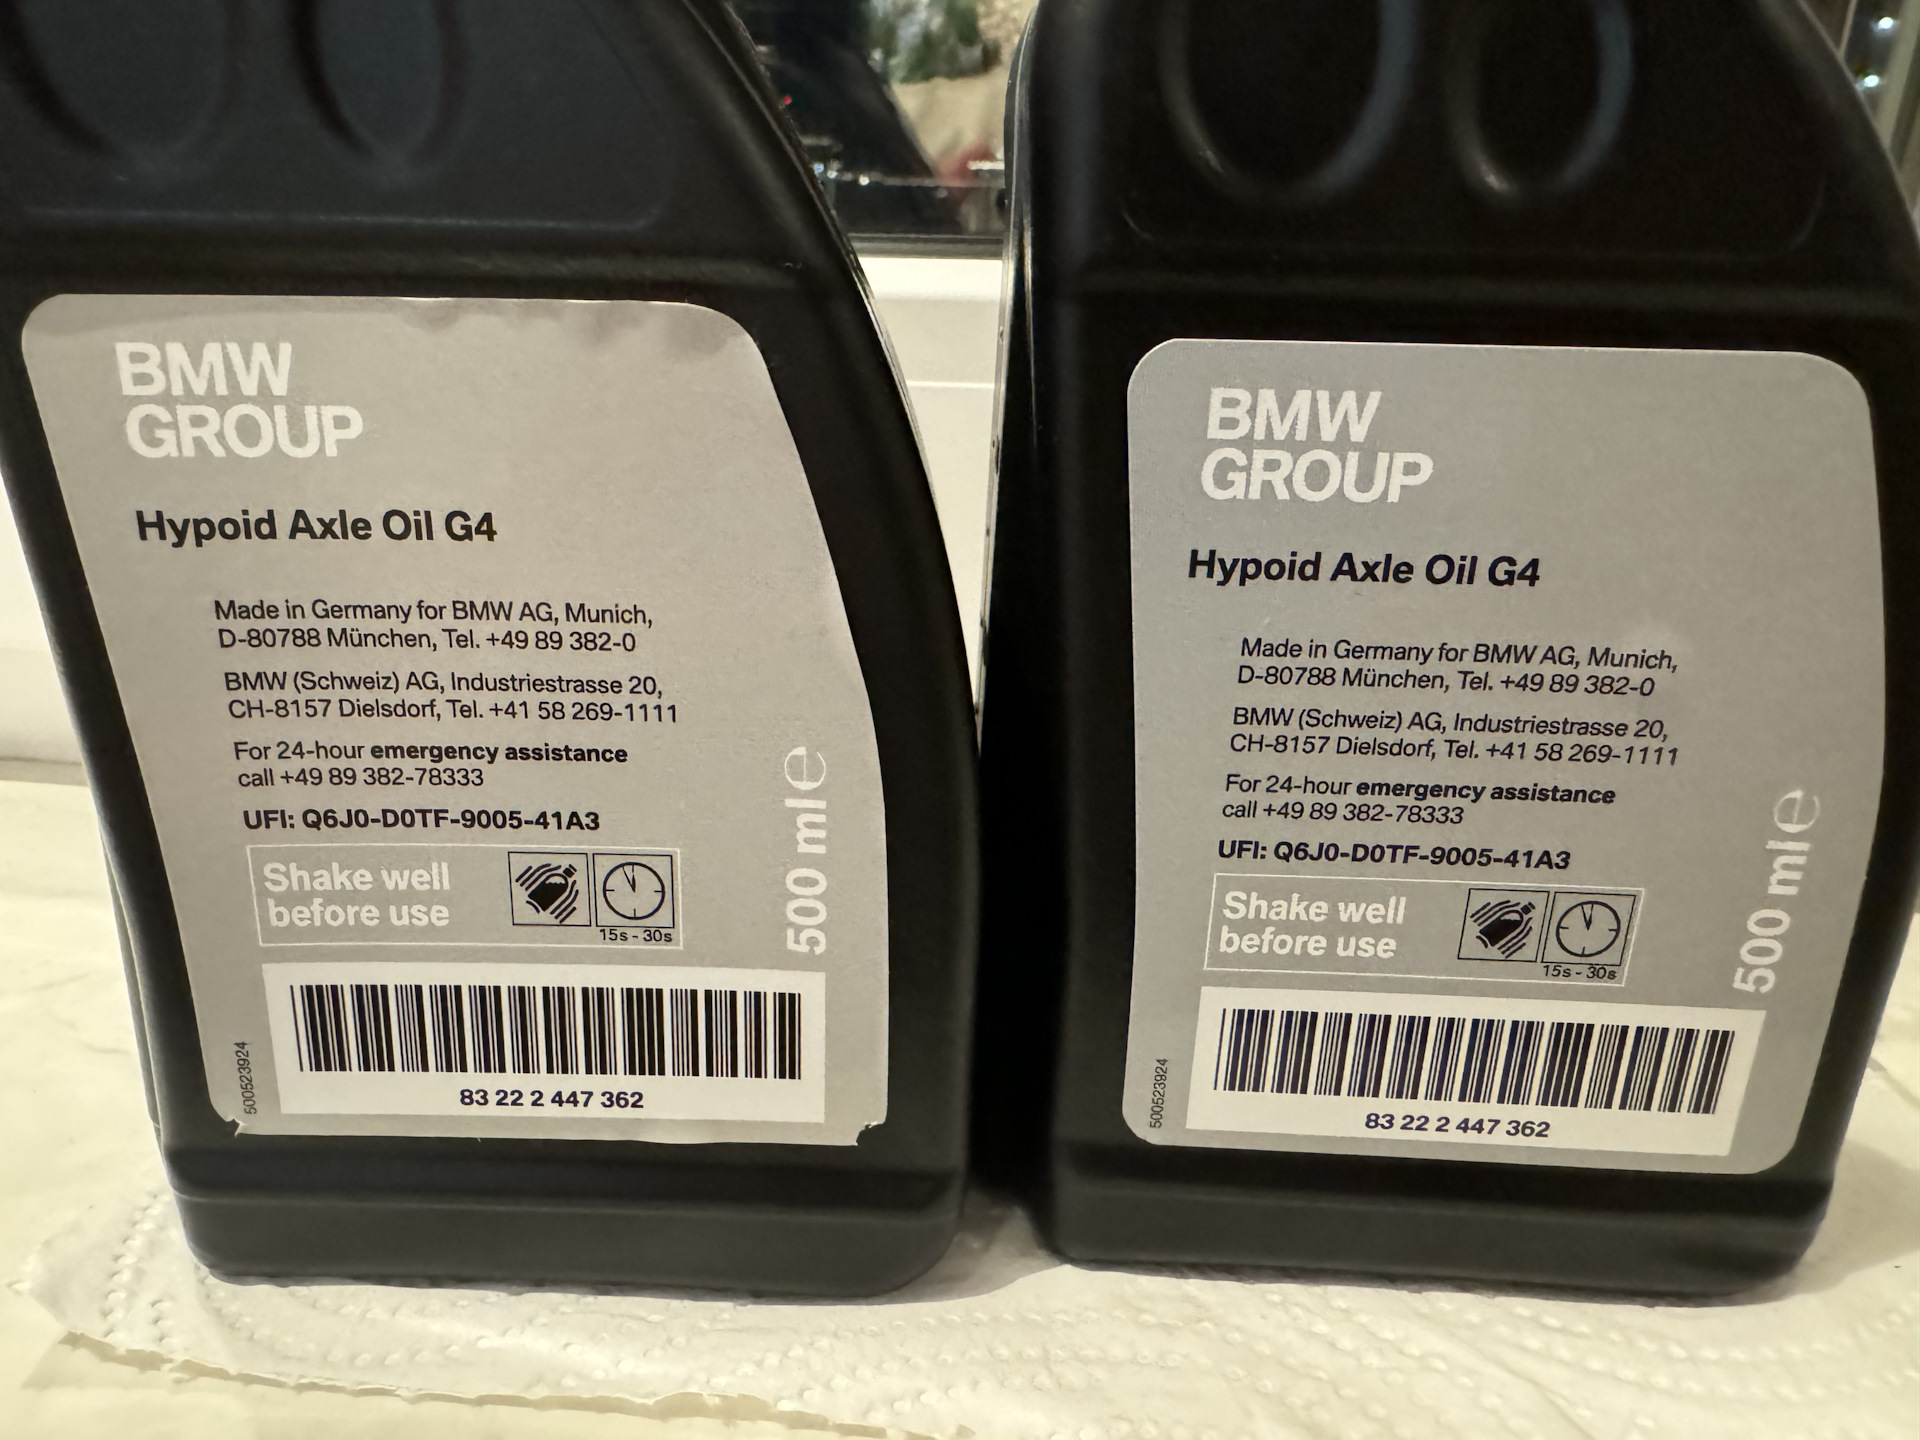 BMW
GROUP
Hypoid Axle Oil G4
Made in Germany for BMW AG, Munich,
D-80788 München, Tel. +49 89 382-0
BMW (Schweiz) AG, Industriestrasse 20,
CH-8157 Dielsdorf, Tel. +41 58 269-1111
For 24-hour emergency assistance
call +49 89 382-78333
UFI: Q6J0-D0TF-9005-41A3
Shake well
before use
15s - 30s
500 ml e
500523924
83 22 2 447 362
BMW
GROUP
Hypoid Axle Oil G4
Made in Germany for BMW AG, Munich,
D-80788 München, Tel. +49 89 382-0
BMW (Schweiz) AG, Industriestrasse 20,
CH-8157 Dielsdorf, Tel. +41 58 269-1111
For 24-hour emergency assistance
call +49 89 382-78333
UFI: Q6J0-D0TF-9005-41A3
Shake well
before use
15s - 30s
500 ml e
500523924
83 22 2 447 362